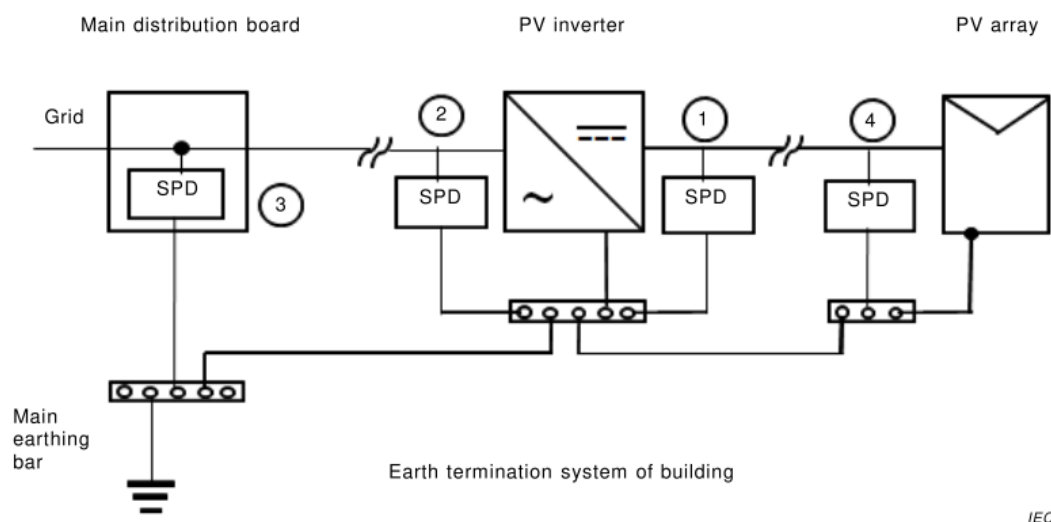 Main distribution board
PV inverter
PV array
Grid
2
1
4
SPD
SPD
SPD
SPD
3
~
Main
earthing
bar
Earth termination system of building
IEC